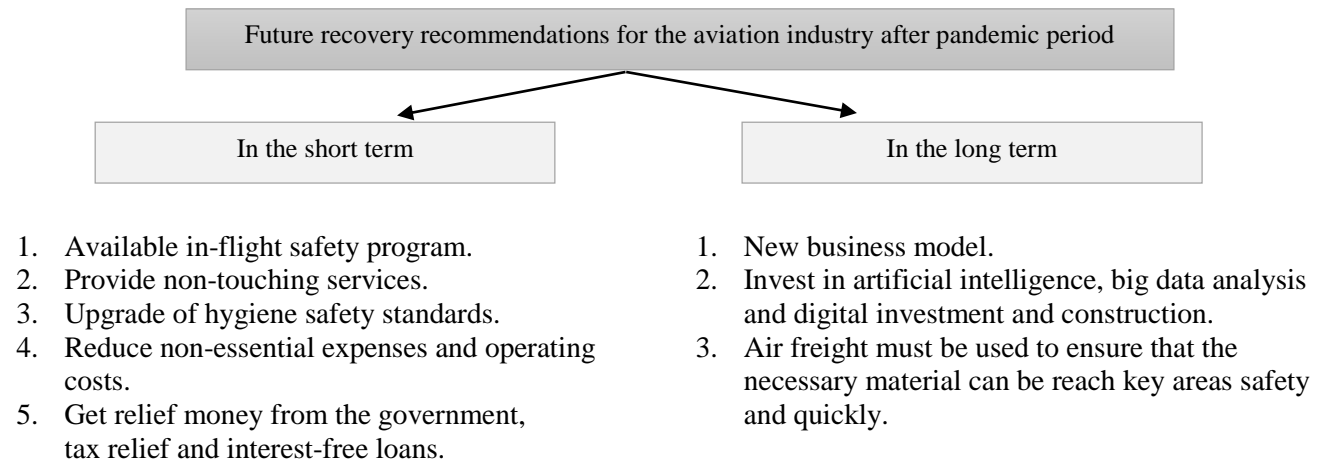 Future recovery recommendations for the aviation industry after pandemic period
In the short term
1. Available in-flight safety program.
2. Provide non-touching services.
3. Upgrade of hygiene safety standards.
4. Reduce non-essential expenses and operating
costs.
5. Get relief money from the government,
tax relief and interest-free loans.
In the long term
1. New business model.
2. Invest in artificial intelligence, big data analysis
and digital investment and construction.
3. Air freight must be used to ensure that the
necessary material can be reach key areas safety
and quickly.